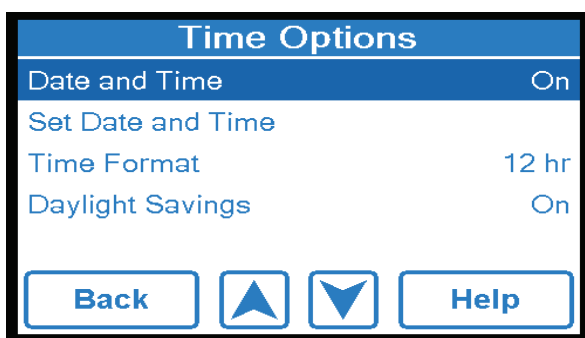 Time Options
Date and Time On
Set Date and Time
Time Format 12 hr
Daylight Savings On
Back Help